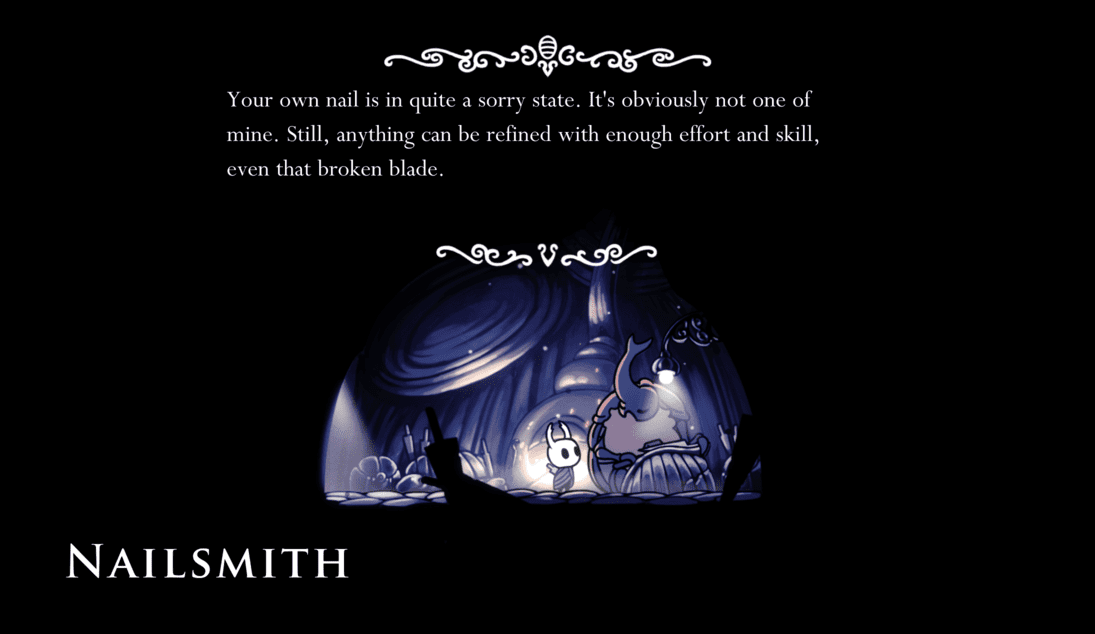 Your own nail is in quite a sorry state. It's obviously not one of
mine. Still, anything can be refined with enough effort and skill,
even that broken blade.
Nailsmith